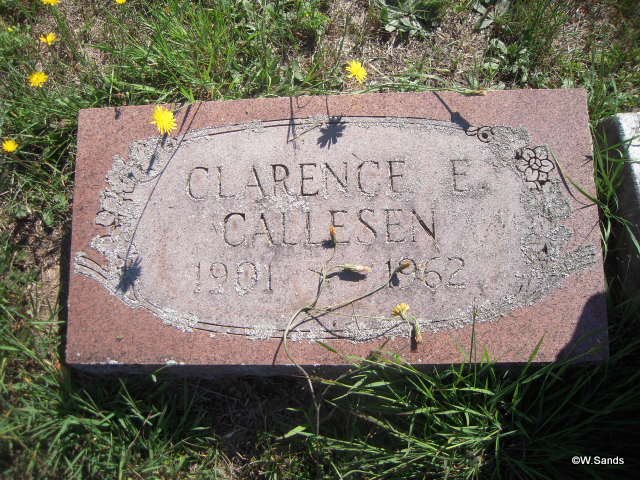 CLARENCE E.
CALLESEN
1901 1962
©W.Sands